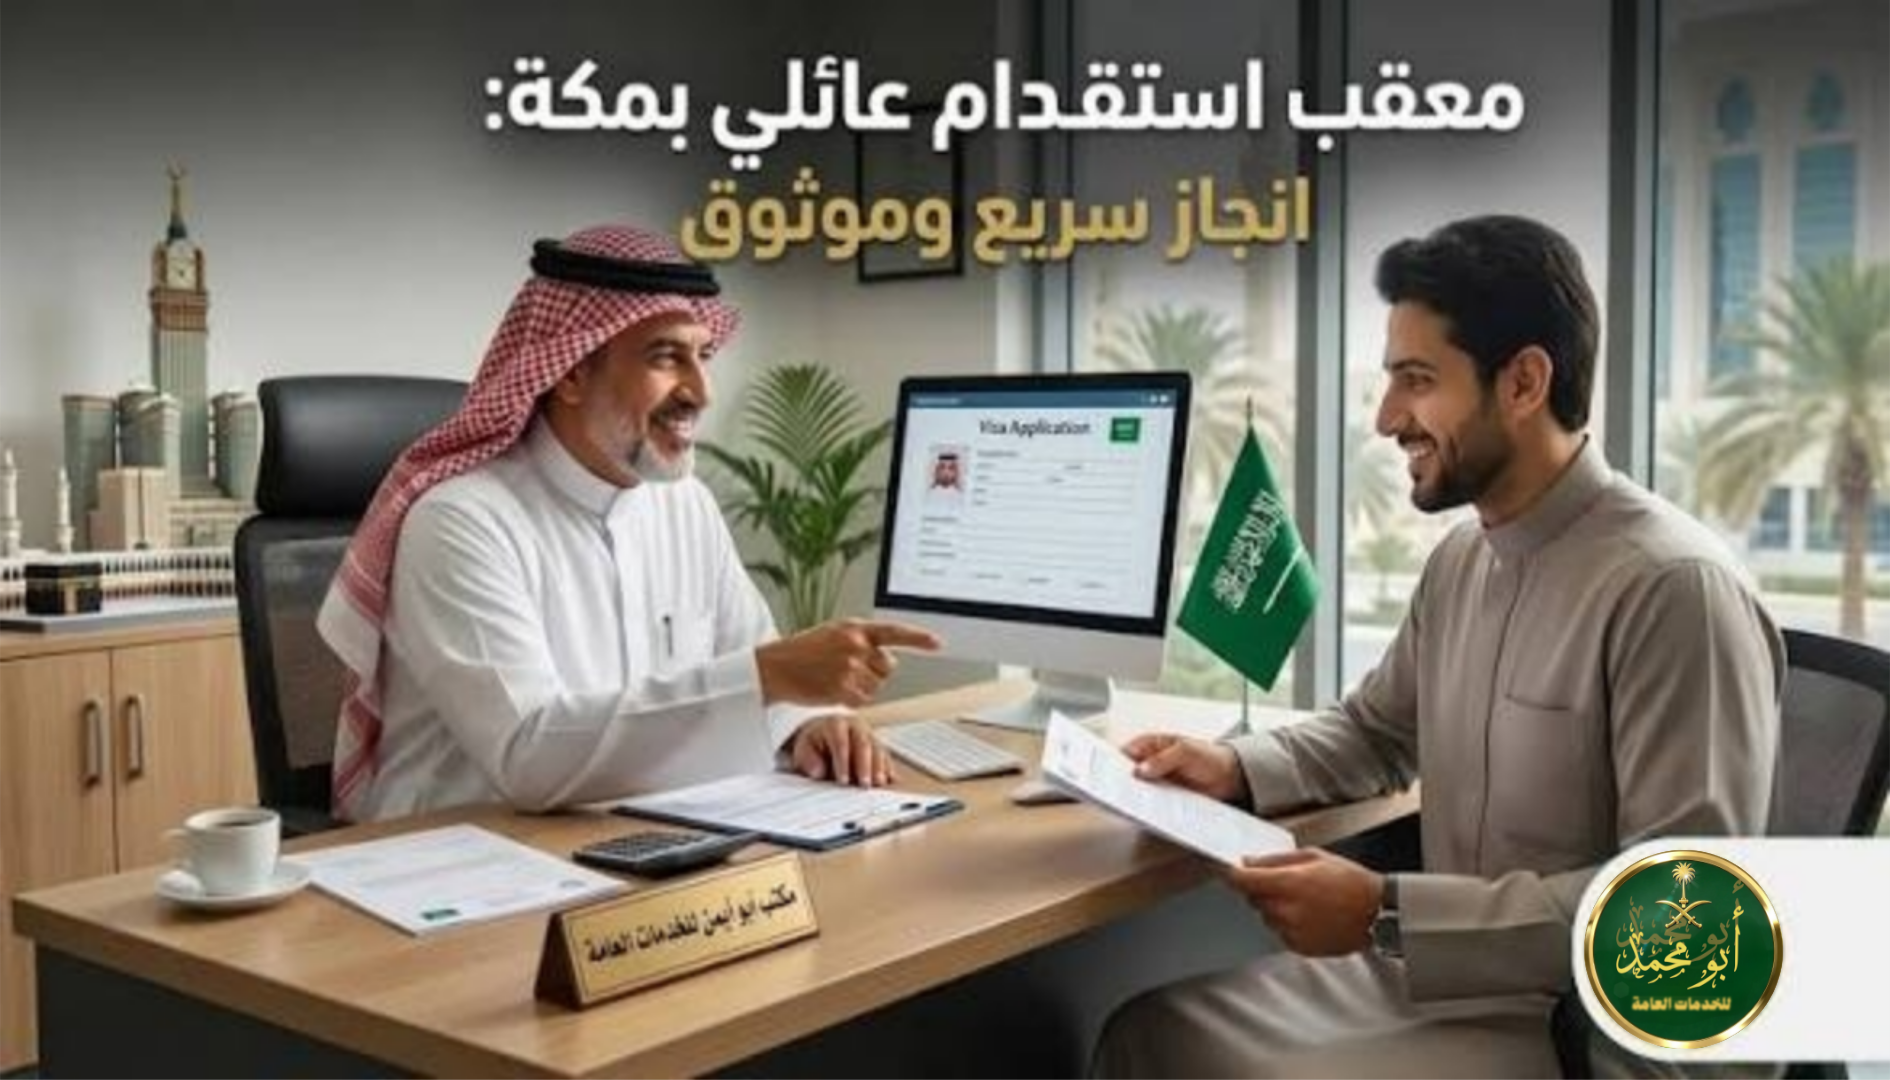 معقب استقدام عائلي بمكة:
انجاز سريع وموثوق
Visa Application
مكتب أبو أيمن للخدمات العامة
أبو محمد
للخدمات العامة